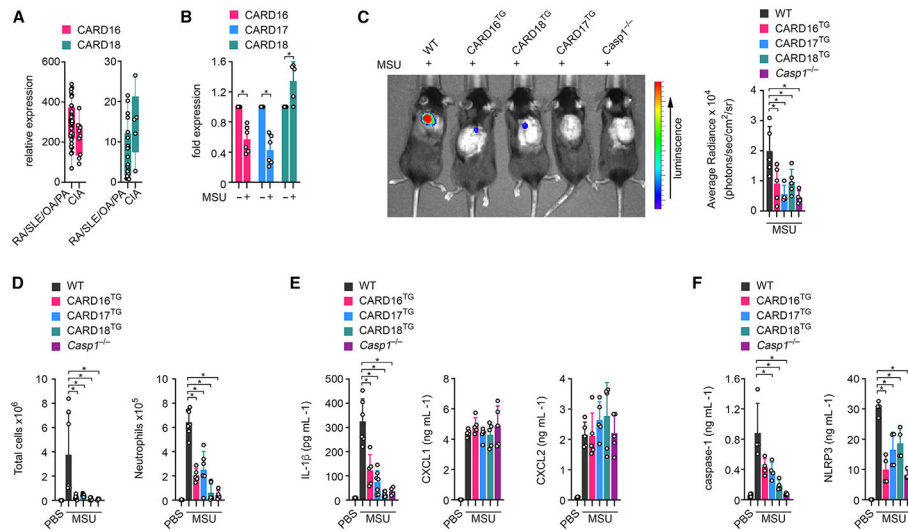 A
CARD16
CARD18
relative expression
600
400
200
0
RA/SLE/OA/PA
CIA
30
20
10
0
RA/SLE/OA/PA
CIA
B
CARD16
CARD17
CARD18
fold expression
1.6
1.2
0.8
0.4
0
* * *
MSU - + - + - +
C
WT
CARD16TG
CARD18TG
CARD17TG
Casp1–/–
MSU + + + + +
luminscence
WT
CARD16TG
CARD17TG
CARD18TG
Casp1–/–
Average Radiance x 10⁴
(photons/sec/cm²/sr)
4
3
2
1
0
* * * *
MSU
D
WT
CARD16TG
CARD17TG
CARD18TG
Casp1–/–
Total cells x10⁶
10
8
6
4
2
0
* * * *
PBS
MSU
Neutrophils x10⁵
10
8
6
4
2
0
* * * *
PBS
MSU
E
WT
CARD16TG
CARD17TG
CARD18TG
Casp1–/–
IL-1β (pg mL -1)
500
400
300
200
100
0
* * * *
PBS
MSU
CXCL1 (ng mL -1)
8
6
4
2
0
PBS
MSU
CXCL2 (ng mL -1)
4
3
2
1
0
PBS
MSU
F
WT
CARD16TG
CARD17TG
CARD18TG
Casp1–/–
caspase-1 (ng mL -1)
1.6
1.2
0.8
0.4
0
* * * *
PBS
MSU
NLRP3 (ng mL -1)
40
30
20
10
0
* * * *
PBS
MSU